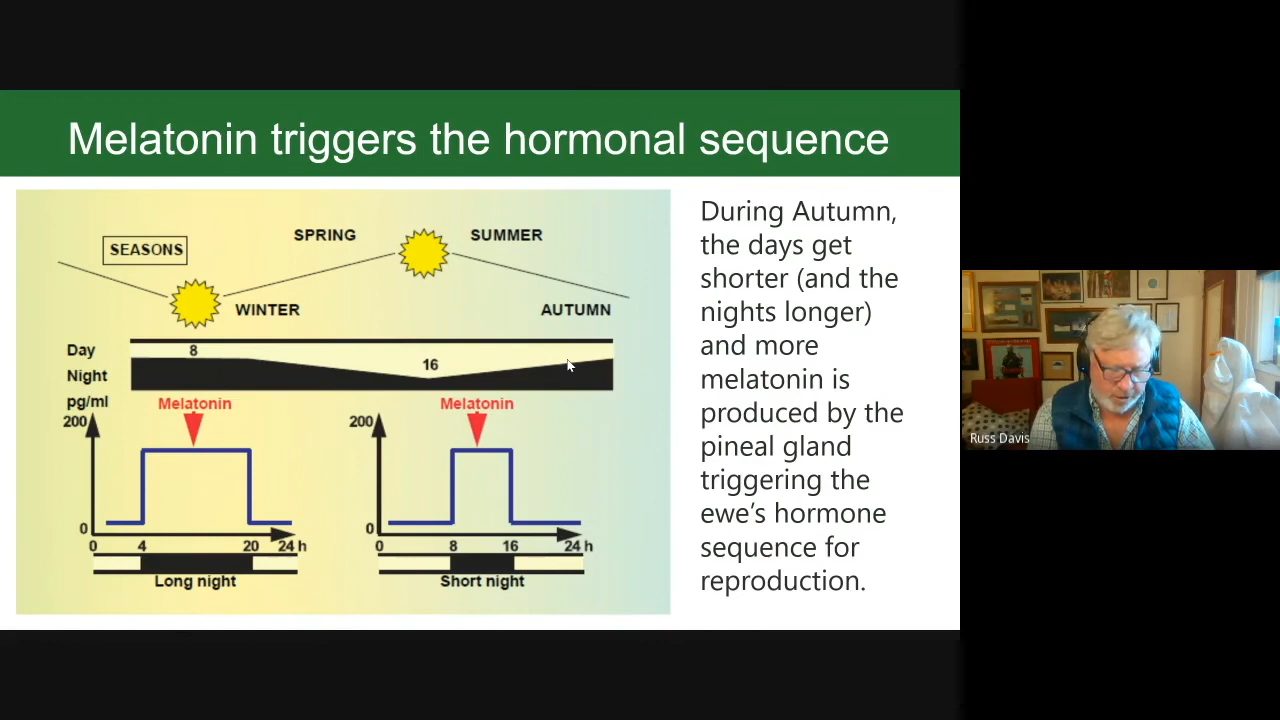 Melatonin triggers the hormonal sequence
SEASONS
SPRING
SUMMER
WINTER
AUTUMN
Day
8
16
Night
pg/ml
Melatonin
Melatonin
200
200
0
0
0 4 20 24 h
0 8 16 24 h
Long night
Short night
During Autumn,
the days get
shorter (and the
nights longer)
and more
melatonin is
produced by the
pineal gland
triggering the
ewe’s hormone
sequence for
reproduction.
Russ Davis